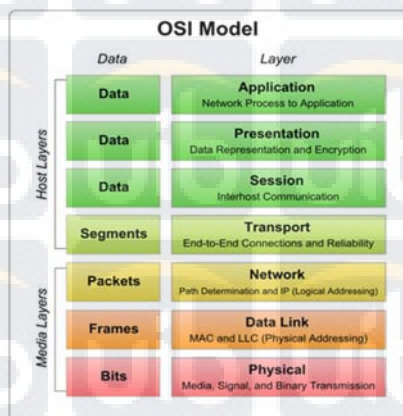 OSI Model
Data Layer
Host Layers
Data Application
Network Process to Application
Data Presentation
Data Representation and Encryption
Data Session
Interhost Communication
Segments Transport
End-to-End Connections and Reliability
Media Layers
Packets Network
Path Determination and IP (Logical Addressing)
Frames Data Link
MAC and LLC (Physical Addressing)
Bits Physical
Media, Signal, and Binary Transmission